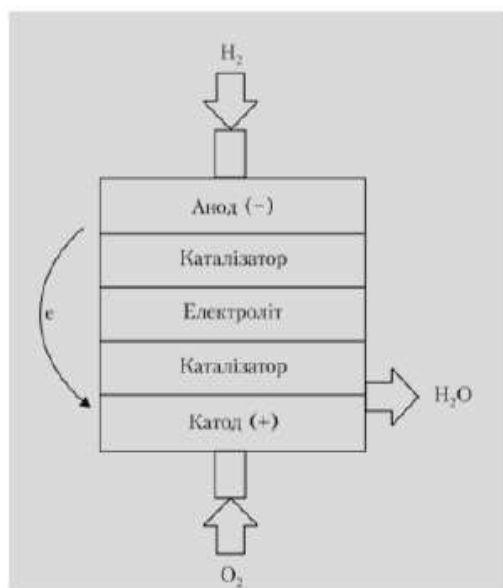 H₂
Анод (−)
Каталізатор
e
Електроліт
Каталізатор
H₂O
Катод (+)
O₂